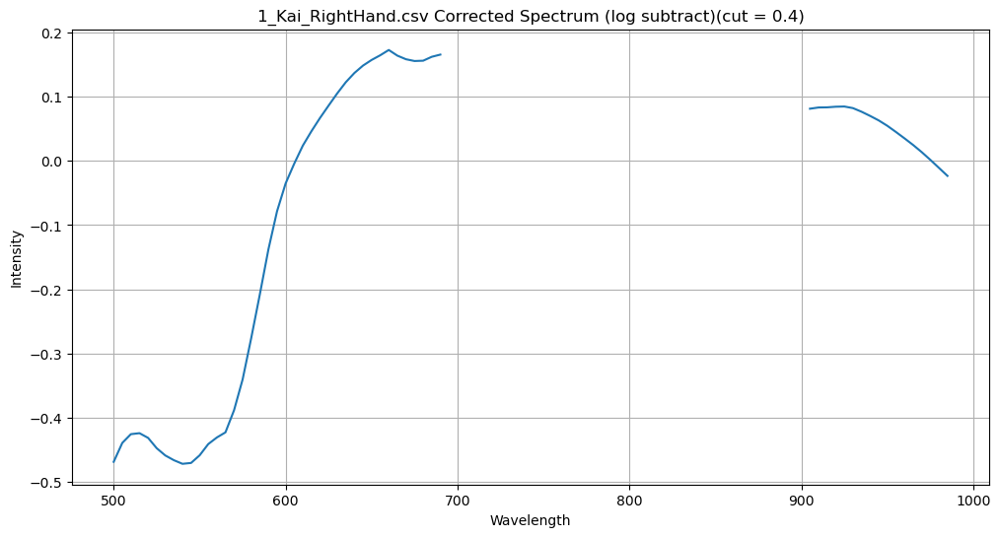 1_Kai_RightHand.csv Corrected Spectrum (log subtract)(cut = 0.4)
0.2
0.1
0.0
−0.1
−0.2
−0.3
−0.4
−0.5
Intensity
500 600 700 800 900 1000
Wavelength